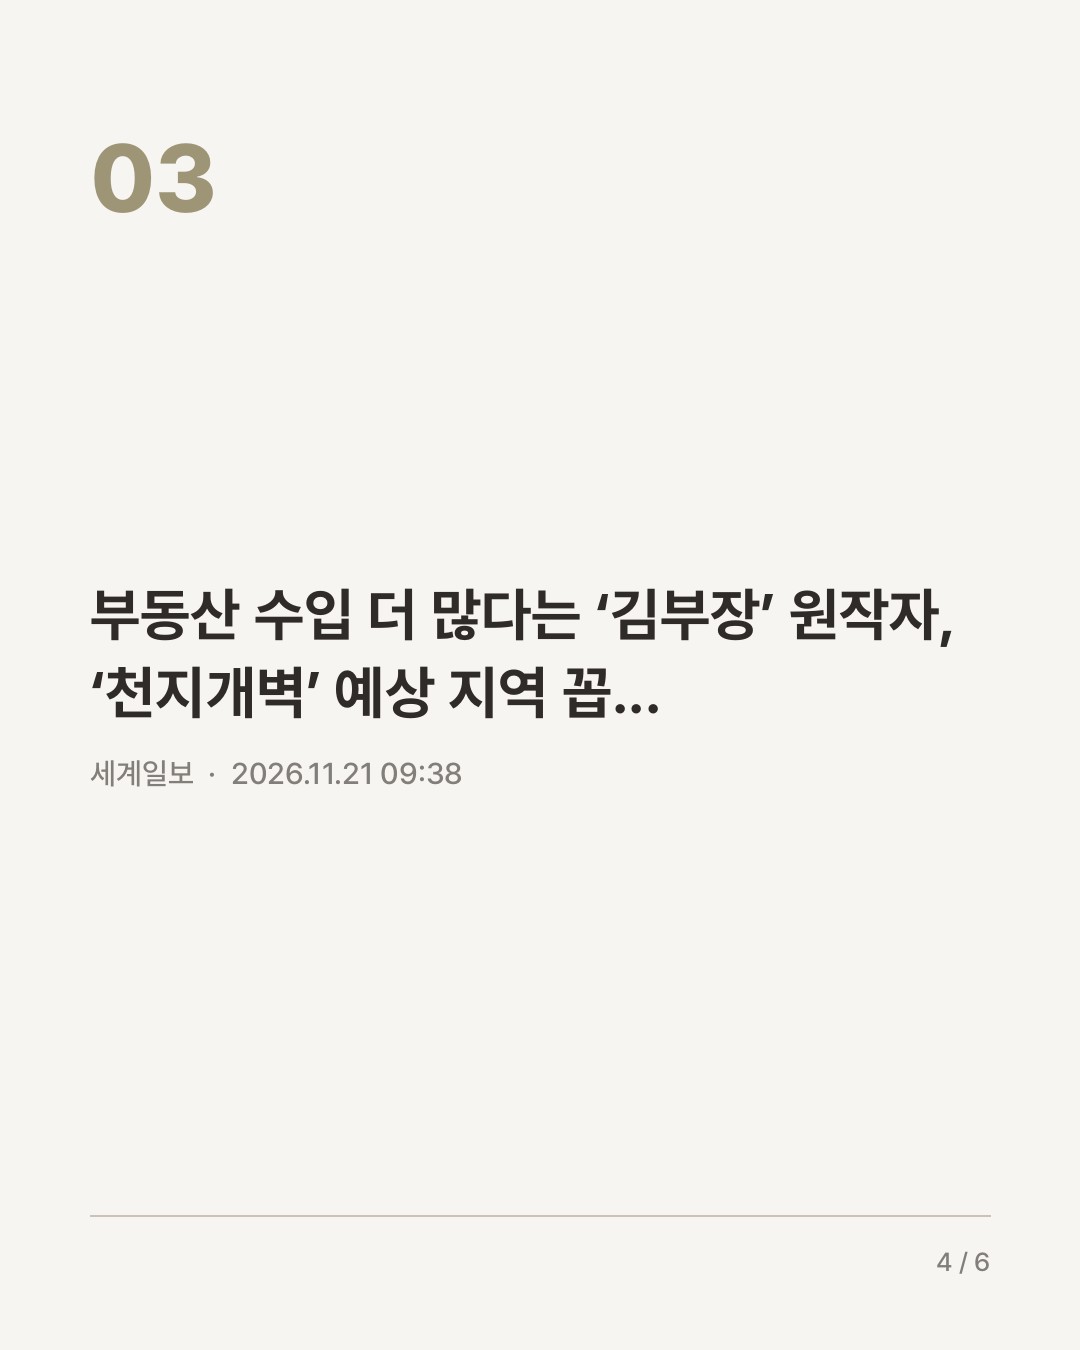 03
부동산 수입 더 많다는 ‘김부장’ 원작자,
‘천지개벽’ 예상 지역 꼽...
세계일보 · 2026.11.21 09:38
4 / 6